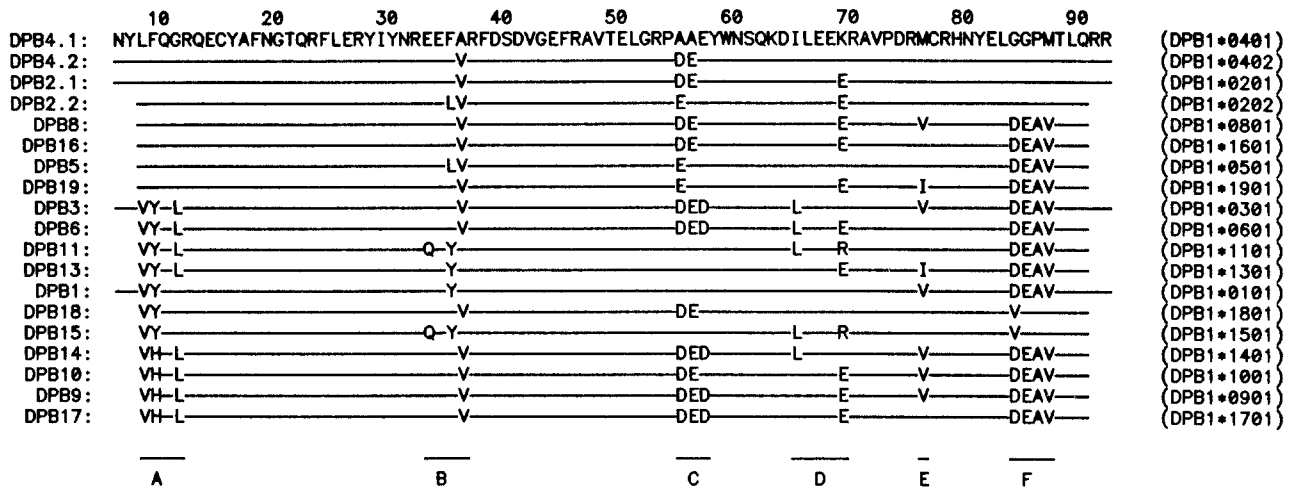 10 20 30 40 50 60 70 80 90
DPB4.1: NYLFQGRQECYAFNGTQRFLERYIYNREEFARFDSDVGEFRAVTELGRPAAEYWNSQKDILEEKRAVPDRMCRHNYELGGPMTLQRR (DPB1*0401)
DPB4.2: V DE (DPB1*0402)
DPB2.1: V DE E (DPB1*0201)
DPB2.2: LV E E (DPB1*0202)
DPB8: V DE E V DEAV (DPB1*0801)
DPB16: V DE E DEAV (DPB1*1601)
DPB5: LV E DEAV (DPB1*0501)
DPB19: V E E I DEAV (DPB1*1901)
DPB3: VY L V DED L V DEAV (DPB1*0301)
DPB6: VY L V DED L E DEAV (DPB1*0601)
DPB11: VY L Q Y L R DEAV (DPB1*1101)
DPB13: VY L Y E I DEAV (DPB1*1301)
DPB1: VY Y V DEAV (DPB1*0101)
DPB18: VY V DE V (DPB1*1801)
DPB15: VY Q Y L R V (DPB1*1501)
DPB14: VH L V DED L V DEAV (DPB1*1401)
DPB10: VH L V DE E V DEAV (DPB1*1001)
DPB9: VH L V DED E V DEAV (DPB1*0901)
DPB17: VH L V DED E DEAV (DPB1*1701)
A B C D E F